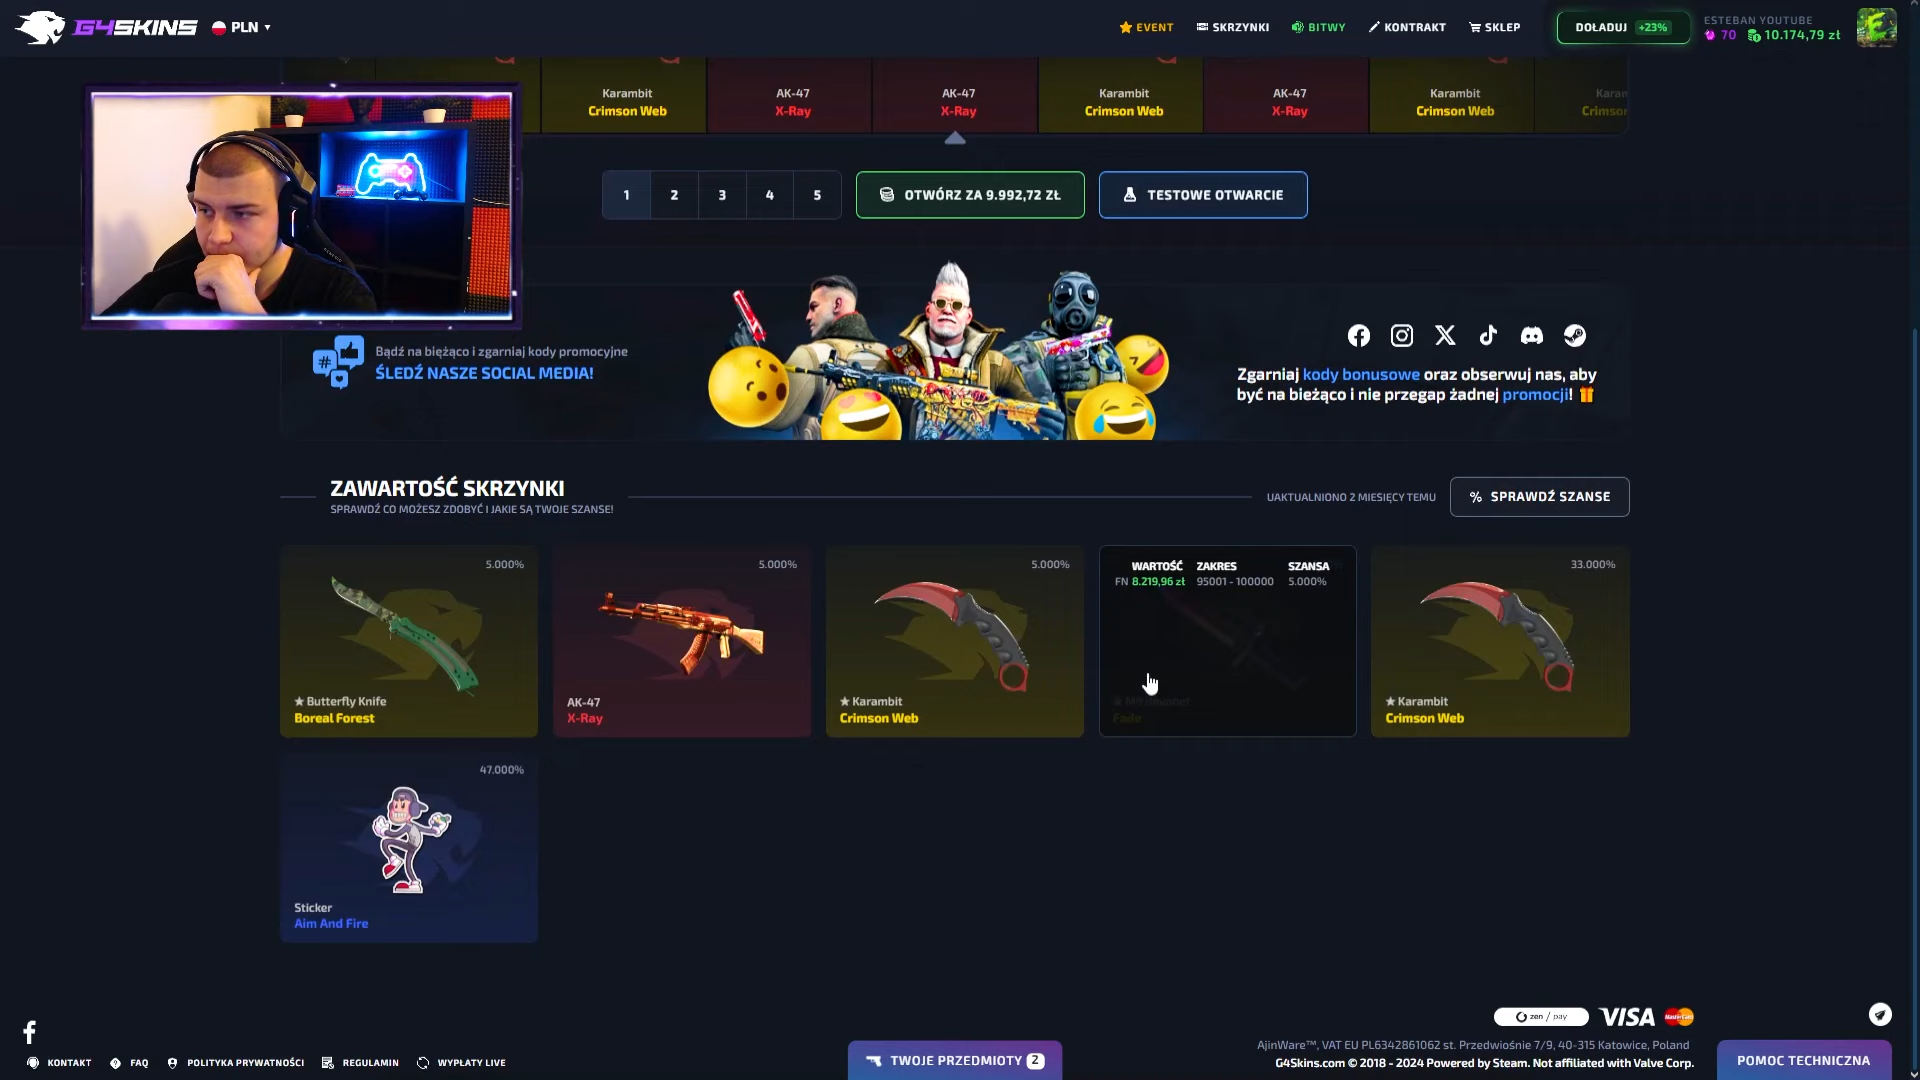 G4SKINS
PLN
EVENT
SKRZYNKI
BITWY
KONTRAKT
SKLEP
DOŁADUJ +23%
ESTEBAN YOUTUBE
70 10.174,79 zł
Karambit
Crimson Web
AK-47
X-Ray
AK-47
X-Ray
Karambit
Crimson Web
AK-47
X-Ray
Karambit
Crimson Web
1 2 3 4 5
OTWÓRZ ZA 9.992,72 ZŁ
TESTOWE OTWARCIE
Bądź na bieżąco i zgarniaj kody promocyjne
ŚLEDŹ NASZE SOCIAL MEDIA!
Zgarniaj kody bonusowe oraz obserwuj nas, aby
być na bieżąco i nie przegap żadnej promocji!
ZAWARTOŚĆ SKRZYNKI
SPRAWDŹ CO MOŻESZ ZDOBYĆ I JAKIE SĄ TWOJE SZANSE!
UAKTUALNIONO 2 MIESIĘCY TEMU
% SPRAWDŹ SZANSE
5.000%
★ Butterfly Knife
Boreal Forest
5.000%
AK-47
X-Ray
5.000%
★ Karambit
Crimson Web
WARTOŚĆ ZAKRES SZANSA
FN 8.219,96 zł 95001 - 100000 5.000%
Fade
33.000%
★ Karambit
Crimson Web
47.000%
Sticker
Aim And Fire
zen / pay
VISA
KONTAKT
FAQ
POLITYKA PRYWATNOŚCI
REGULAMIN
WYPŁATY LIVE
TWOJE PRZEDMIOTY 2
AjinWare™, VAT EU PL6342861062 st. Przedwiośnie 7/9, 40-315 Katowice, Poland
G4Skins.com © 2018 - 2024 Powered by Steam. Not affiliated with Valve Corp.
POMOC TECHNICZNA